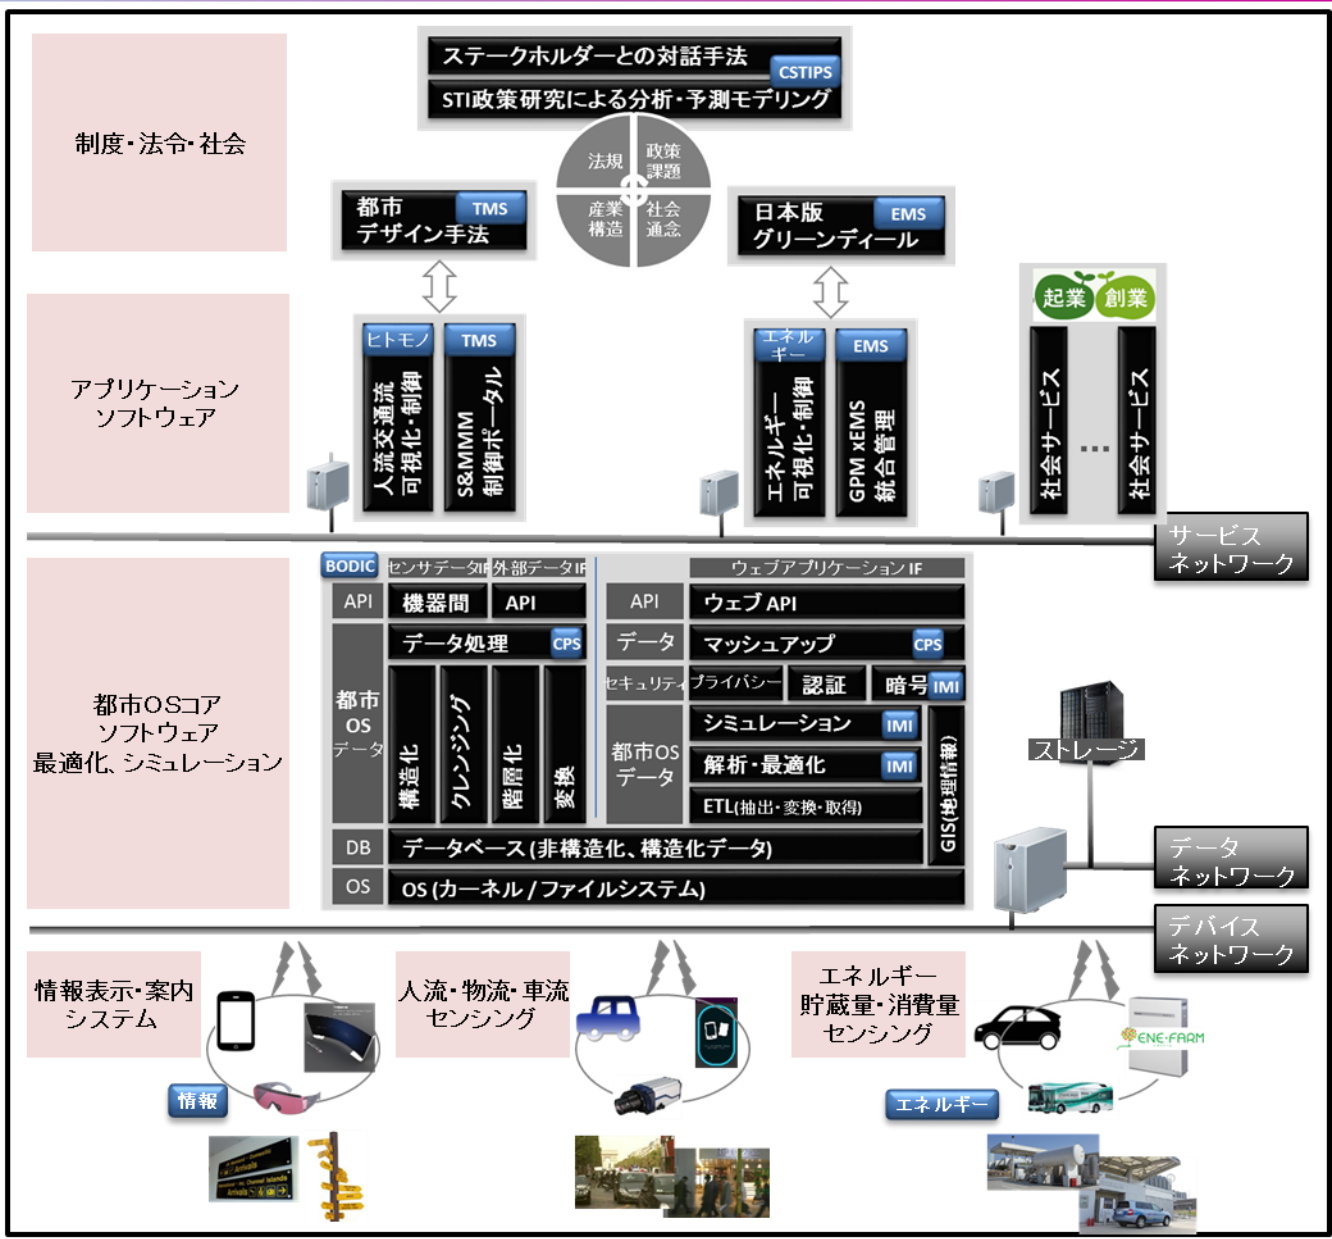 ステークホルダーとの対話手法
CSTIPS
STI政策研究による分析・予測モデリング
制度・法令・社会
法規
政策
課題
産業
構造
社会
通念
都市
デザイン手法
TMS
日本版
グリーンディール
EMS
起業
創業
アプリケーション
ソフトウェア
ヒトモノ
人流交通流
可視化・制御
TMS
S&MMM
制御ポータル
エネル
ギー
エネルギー
可視化・制御
EMS
GPM xEMS
統合管理
社会サービス
…
社会サービス
サービス
ネットワーク
都市OSコア
ソフトウェア
最適化、シミュレーション
BODIC
センサデータIF
外部データIF
ウェブアプリケーション IF
API
機器間
API
API
ウェブ API
データ処理
CPS
データ
マッシュアップ
CPS
セキュリティ
プライバシー
認証
暗号
IMI
都市
OS
データ
構造化
クレンジング
階層化
変換
都市OS
データ
シミュレーション
IMI
解析・最適化
IMI
ETL(抽出・変換・取得)
GIS(地理情報)
DB
データベース (非構造化、構造化データ)
OS
OS (カーネル / ファイルシステム)
ストレージ
データ
ネットワーク
デバイス
ネットワーク
情報表示・案内
システム
人流・物流・車流
センシング
エネルギー
貯蔵量・消費量
センシング
ENE・FARM
情報
エネルギー
Arrivals
Channel Islands
Arrivals